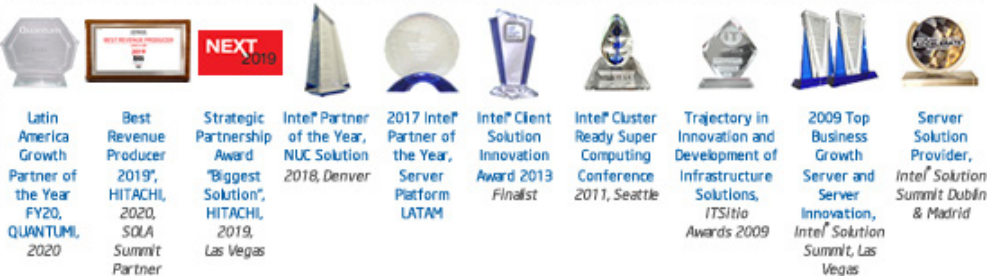 Quantum
BEST REVENUE PRODUCER
2019
NEXT
2019
Latin
America
Growth
Partner of
the Year
FY20,
QUANTUMI,
2020
Best
Revenue
Producer
2019",
HITACHI,
2020,
SOLA
Summit
Partner
Strategic
Partnership
Award
"Biggest
Solution",
HITACHI,
2019,
Las Vegas
Intel® Partner
of the Year,
NUC Solution
2018, Denver
2017 Intel®
Partner of
the Year,
Server
Platform
LATAM
Intel® Client
Solution
Innovation
Award 2013
Finalist
Intel® Cluster
Ready Super
Computing
Conference
2011, Seattle
Trajectory in
Innovation and
Development of
Infrastructure
Solutions,
ITSitio
Awards 2009
2009 Top
Business
Growth
Server and
Server
Innovation,
Intel® Solution
Summit, Las
Vegas
Server
Solution
Provider,
Intel® Solution
Summit Dublin
& Madrid